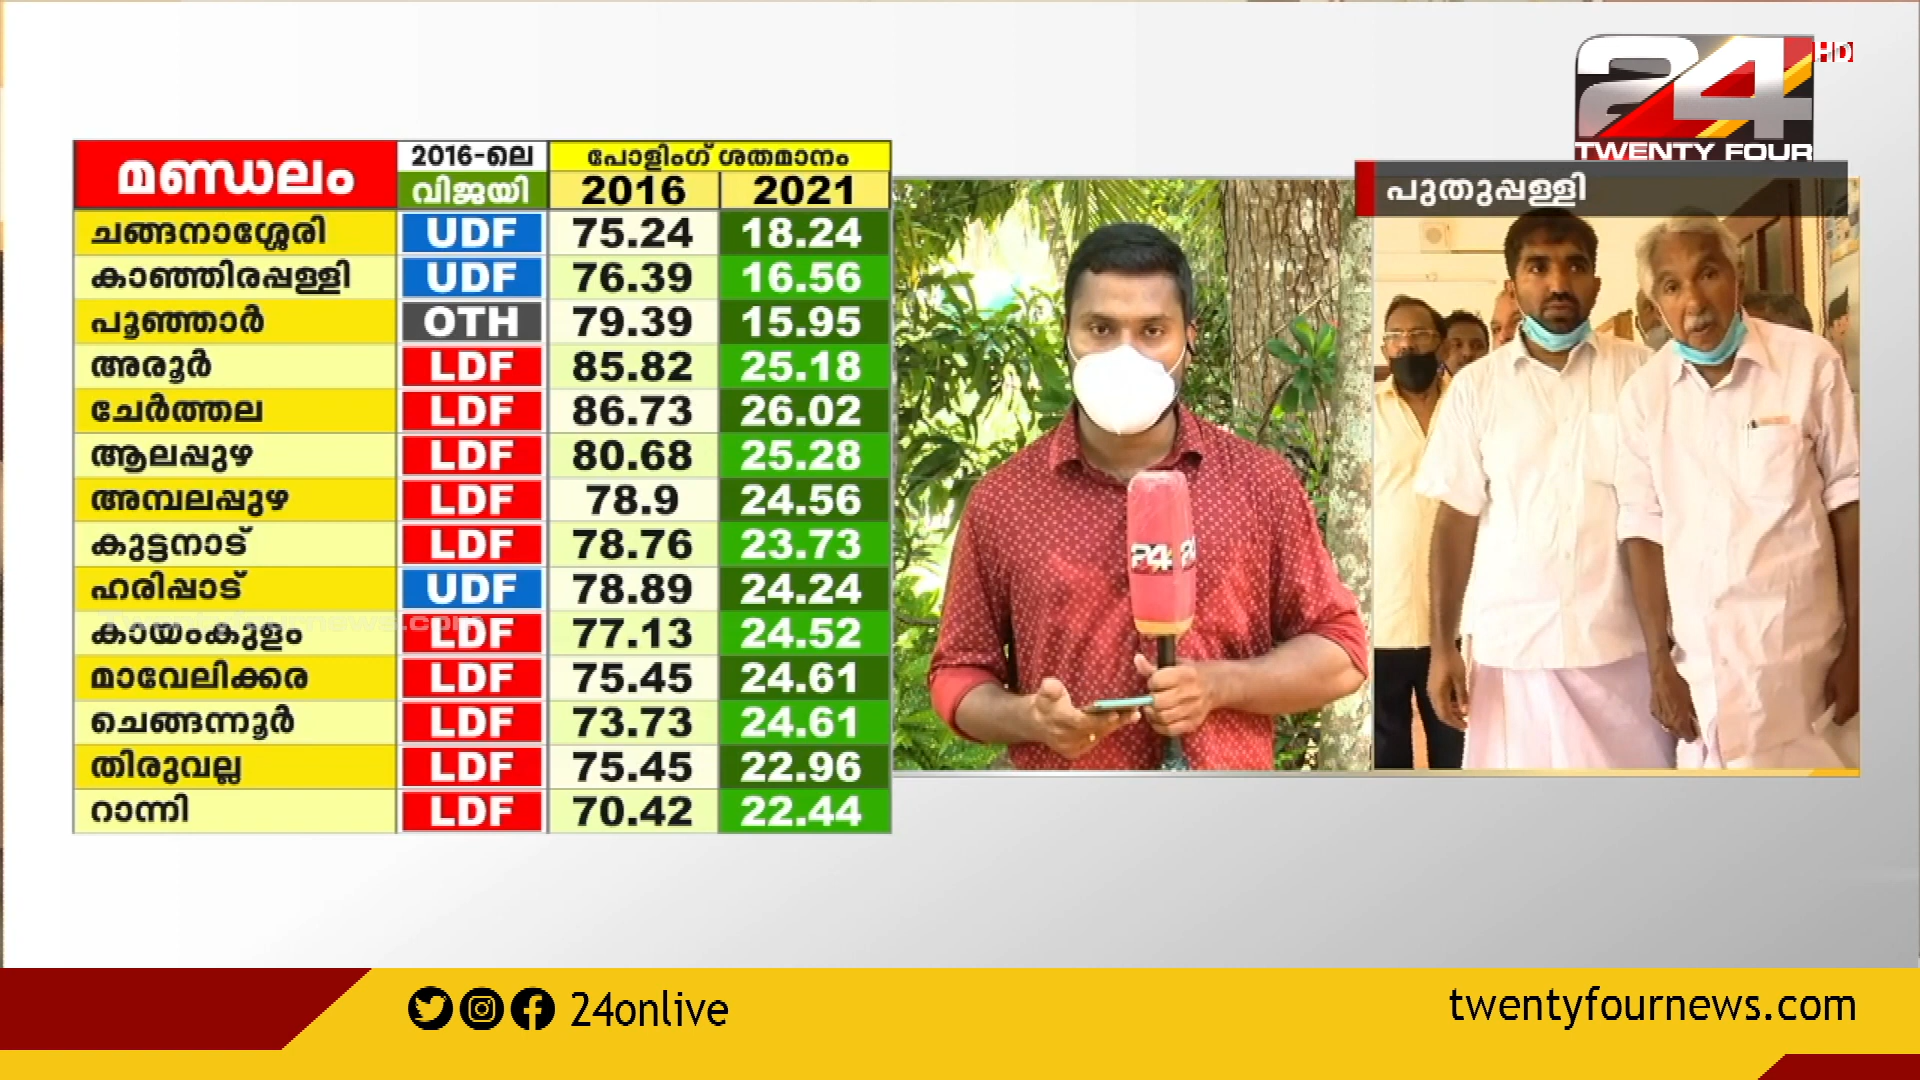 24 HD
TWENTY FOUR
പുതുപ്പള്ളി
മണ്ഡലം 2016-ലെ വിജയി പോളിംഗ് ശതമാനം
2016 2021
ചങ്ങനാശ്ശേരി UDF 75.24 18.24
കാഞ്ഞിരപ്പള്ളി UDF 76.39 16.56
പൂഞ്ഞാർ OTH 79.39 15.95
അരൂർ LDF 85.82 25.18
ചേർത്തല LDF 86.73 26.02
ആലപ്പുഴ LDF 80.68 25.28
അമ്പലപ്പുഴ LDF 78.9 24.56
കുട്ടനാട് LDF 78.76 23.73
ഹരിപ്പാട് UDF 78.89 24.24
കായംകുളം LDF 77.13 24.52
മാവേലിക്കര LDF 75.45 24.61
ചെങ്ങന്നൂർ LDF 73.73 24.61
തിരുവല്ല LDF 75.45 22.96
റാന്നി LDF 70.42 22.44
24
24onlive
twentyfournews.com